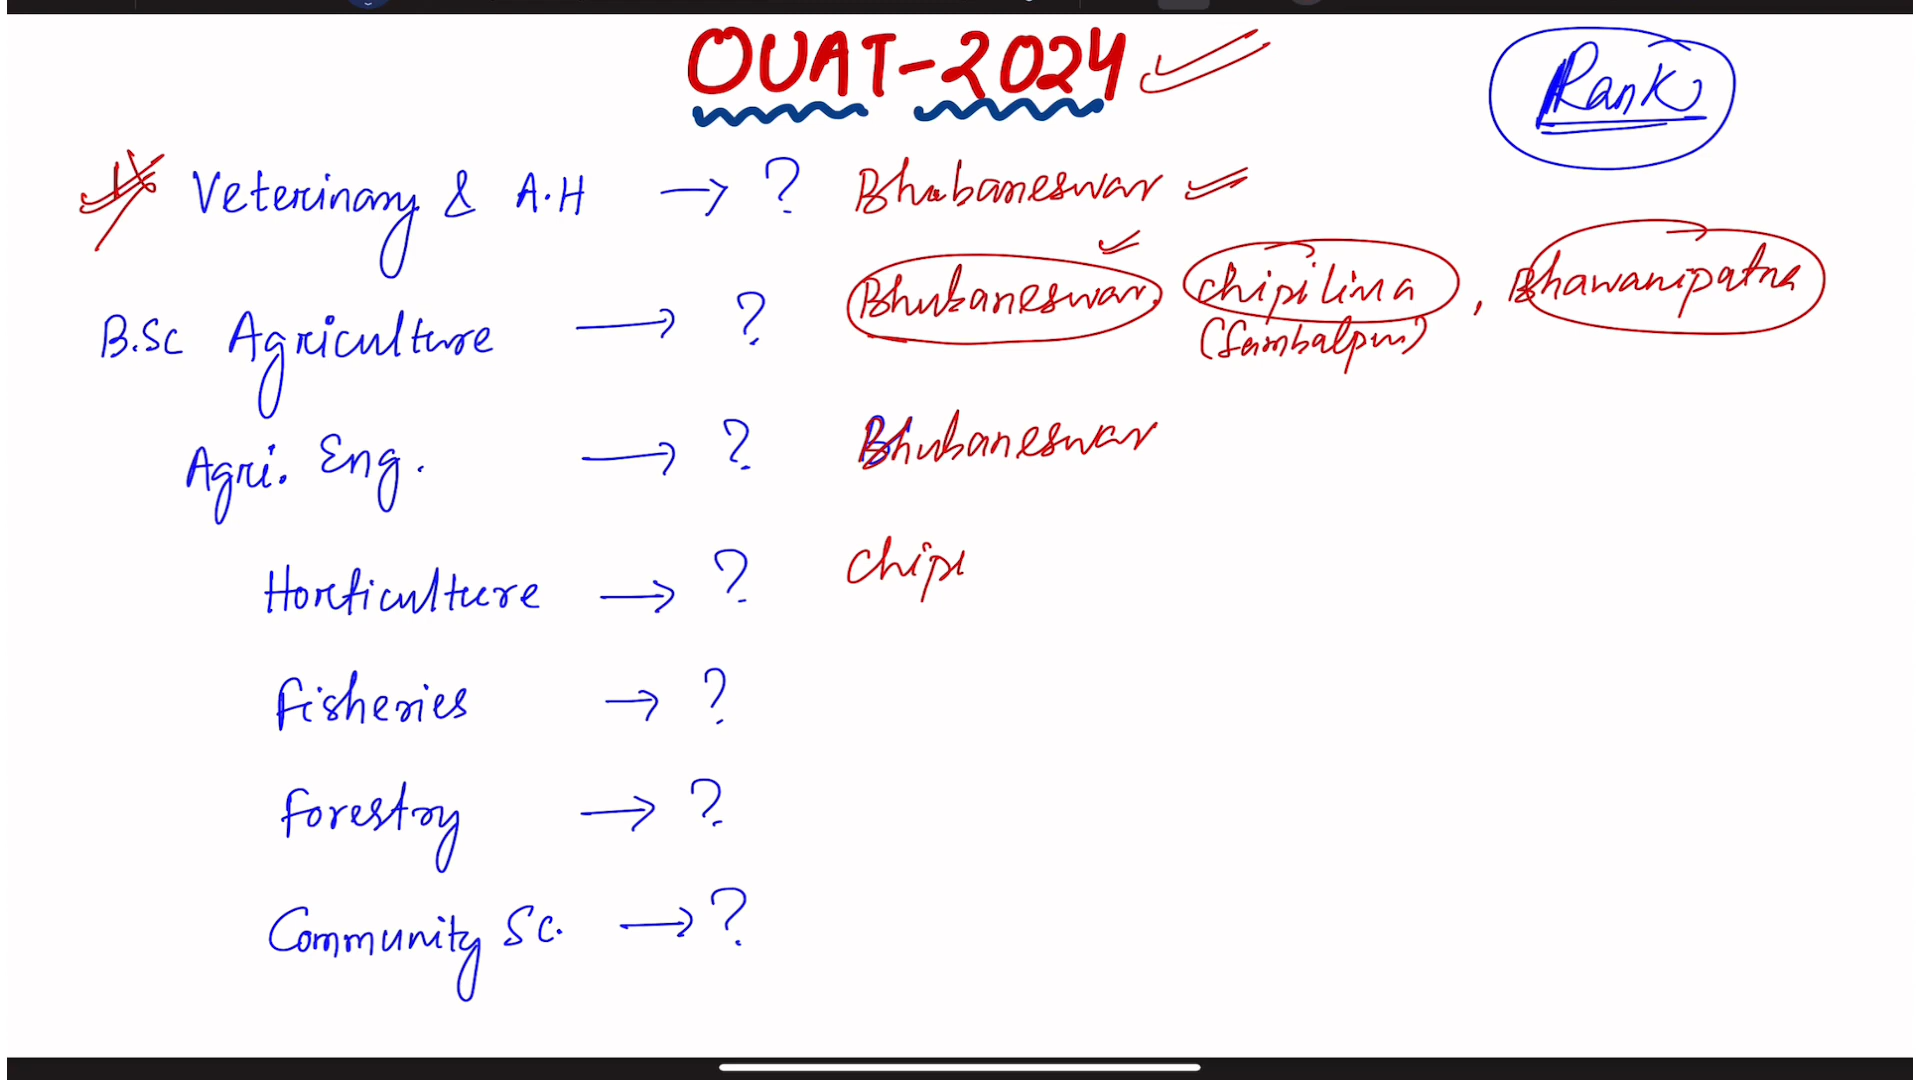 OUAT-2024
Rank
Veterinary & A.H → ? Bhubaneswar
B.Sc Agriculture → ? Bhubaneswar, Chipilima, Bhawanipatna
(Sambalpur)
Agri. Eng. → ? Bhubaneswar
Horticulture → ? Chipi
Fisheries → ?
Forestry → ?
Community Sc. → ?